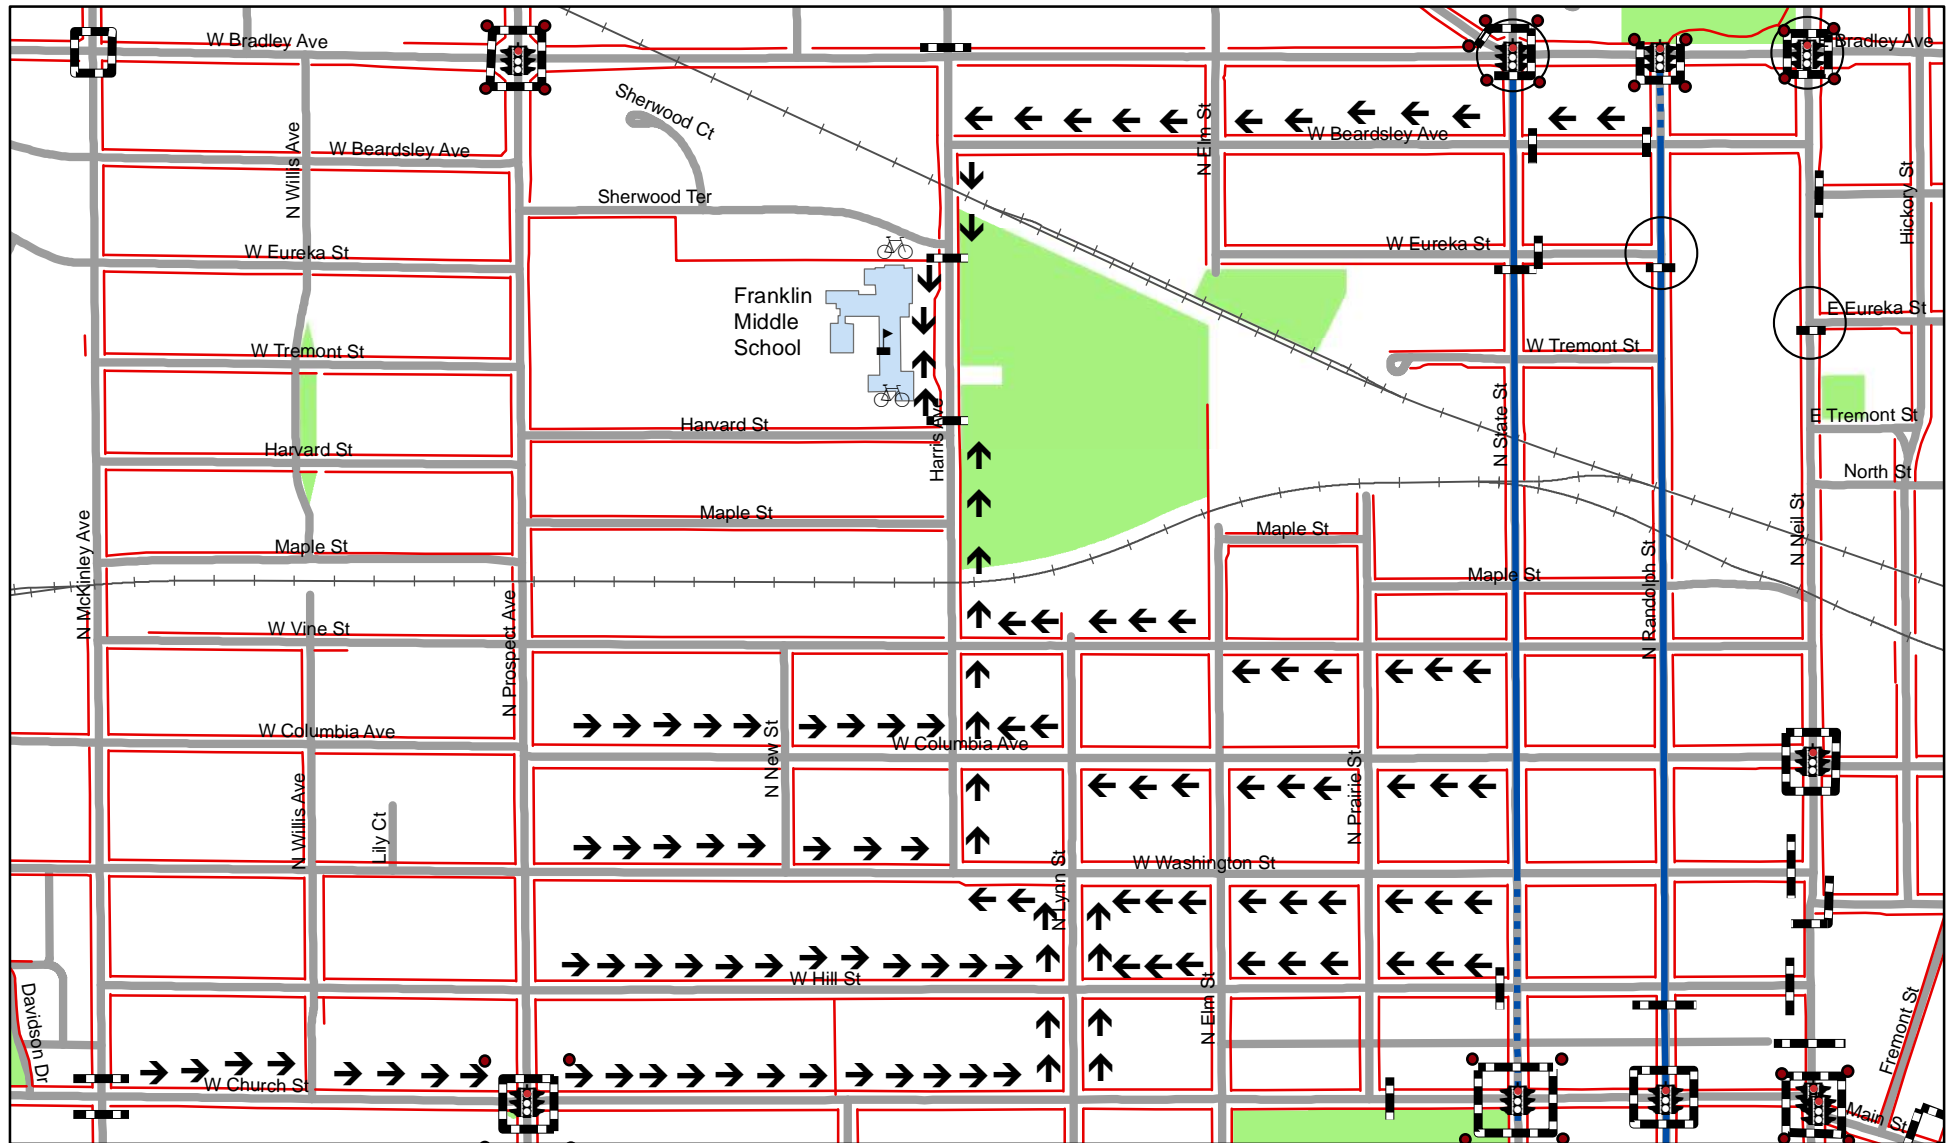 W Bradley Ave
E Bradley Ave
Sherwood Ct
N Elm St
W Beardsley Ave
W Beardsley Ave
N Willis Ave
Sherwood Ter
Hickory St
W Eureka St
W Eureka St
Franklin
Middle
School
E Eureka St
W Tremont St
W Tremont St
N State St
E Tremont St
Harvard St
Harvard St
Harris Ave
North St
Maple St
Maple St
N Neil St
Maple St
N McKinley Ave
Maple St
N Randolph St
N Prospect Ave
W Vine St
W Columbia Ave
W Columbia Ave
N New St
N Prairie St
N Willis Ave
Lily Ct
N Lynn St
W Washington St
W Hill St
N Elm St
Davidson Dr
Fremont St
W Church St
Main St